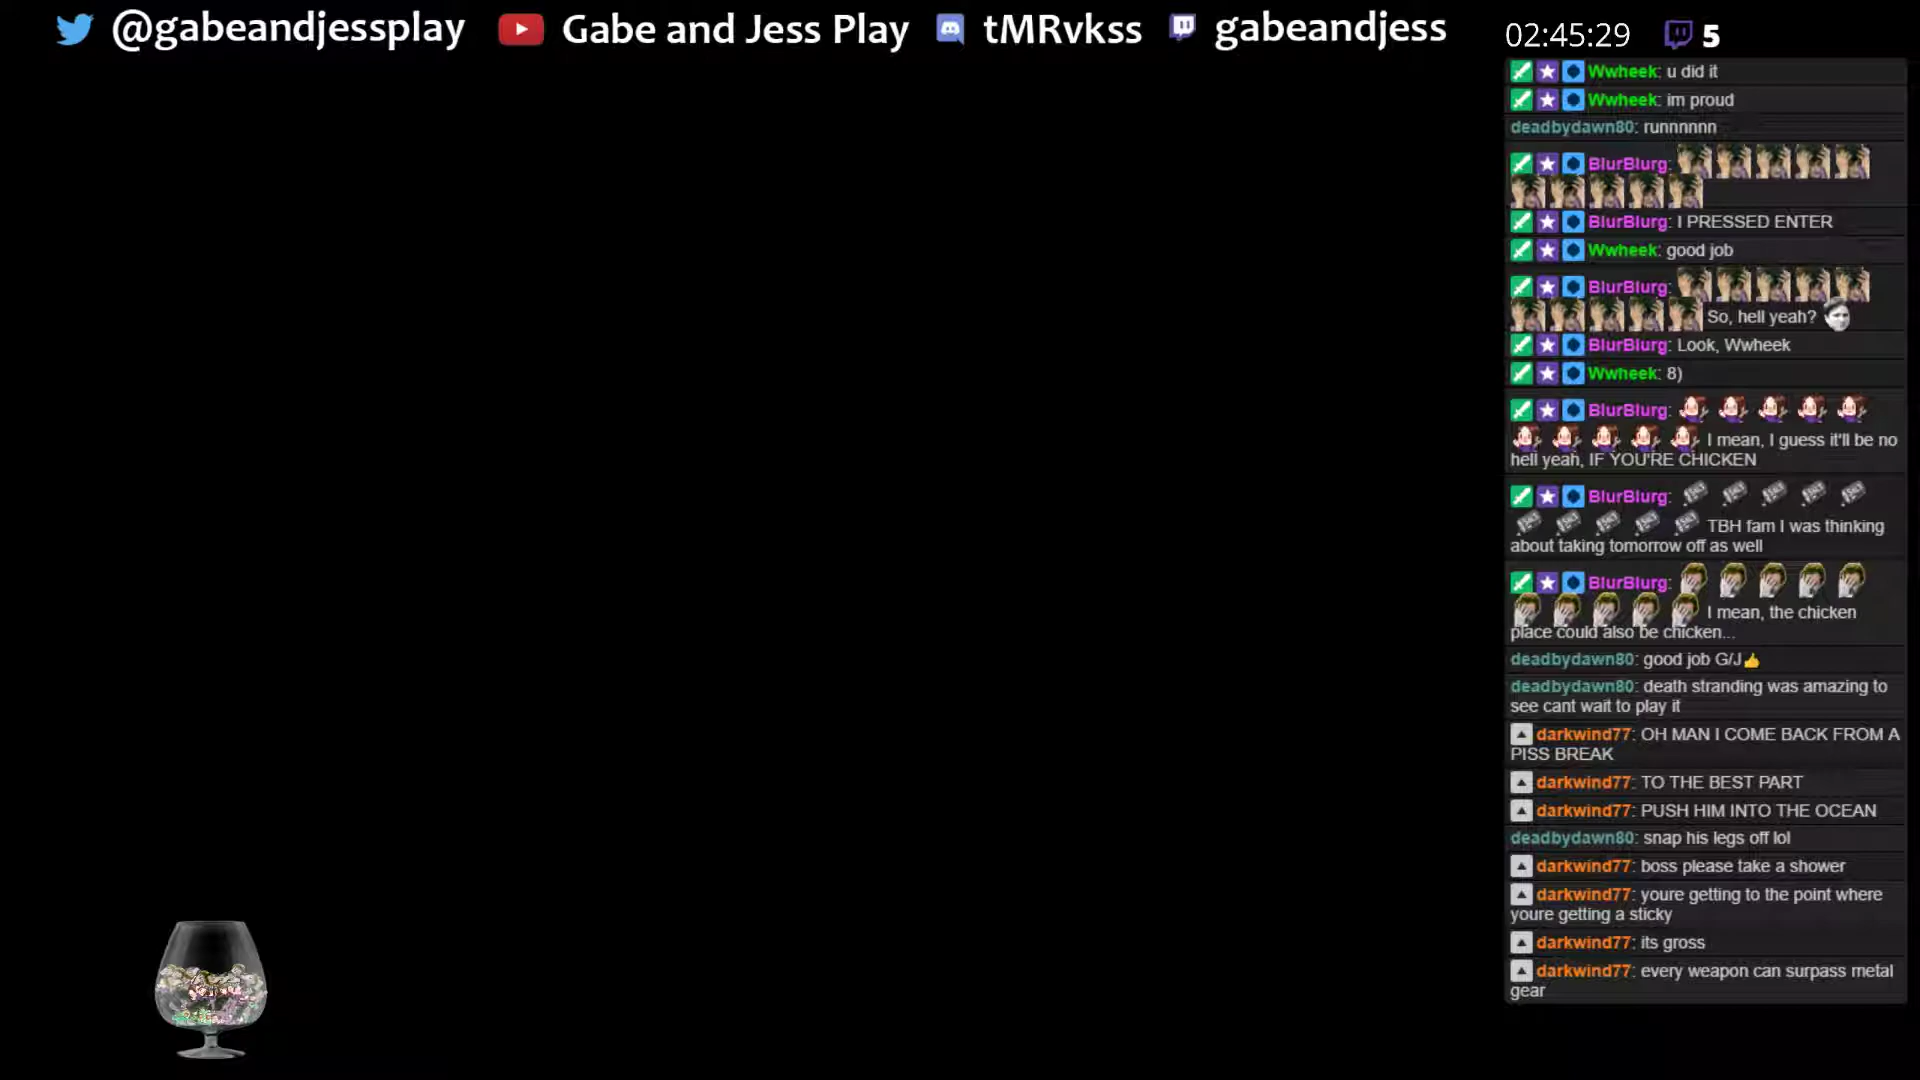 @gabeandjessplay Gabe and Jess Play tMRvkss gabeandjess
02:45:29 5
Wwheek: u did it
Wwheek: im proud
deadbydawn80: runnnnnn
BlurBlurg:
BlurBlurg: I PRESSED ENTER
Wwheek: good job
BlurBlurg:
So, hell yeah?
BlurBlurg: Look, Wwheek
Wwheek: 8)
BlurBlurg:
I mean, I guess it'll be no
hell yeah, IF YOU'RE CHICKEN
BlurBlurg:
TBH fam I was thinking
about taking tomorrow off as well
BlurBlurg:
I mean, the chicken
place could also be chicken...
deadbydawn80: good job G/J👍
deadbydawn80: death stranding was amazing to
see cant wait to play it
darkwind77: OH MAN I COME BACK FROM A
PISS BREAK
darkwind77: TO THE BEST PART
darkwind77: PUSH HIM INTO THE OCEAN
deadbydawn80: snap his legs off lol
darkwind77: boss please take a shower
darkwind77: youre getting to the point where
youre getting a sticky
darkwind77: its gross
darkwind77: every weapon can surpass metal
gear